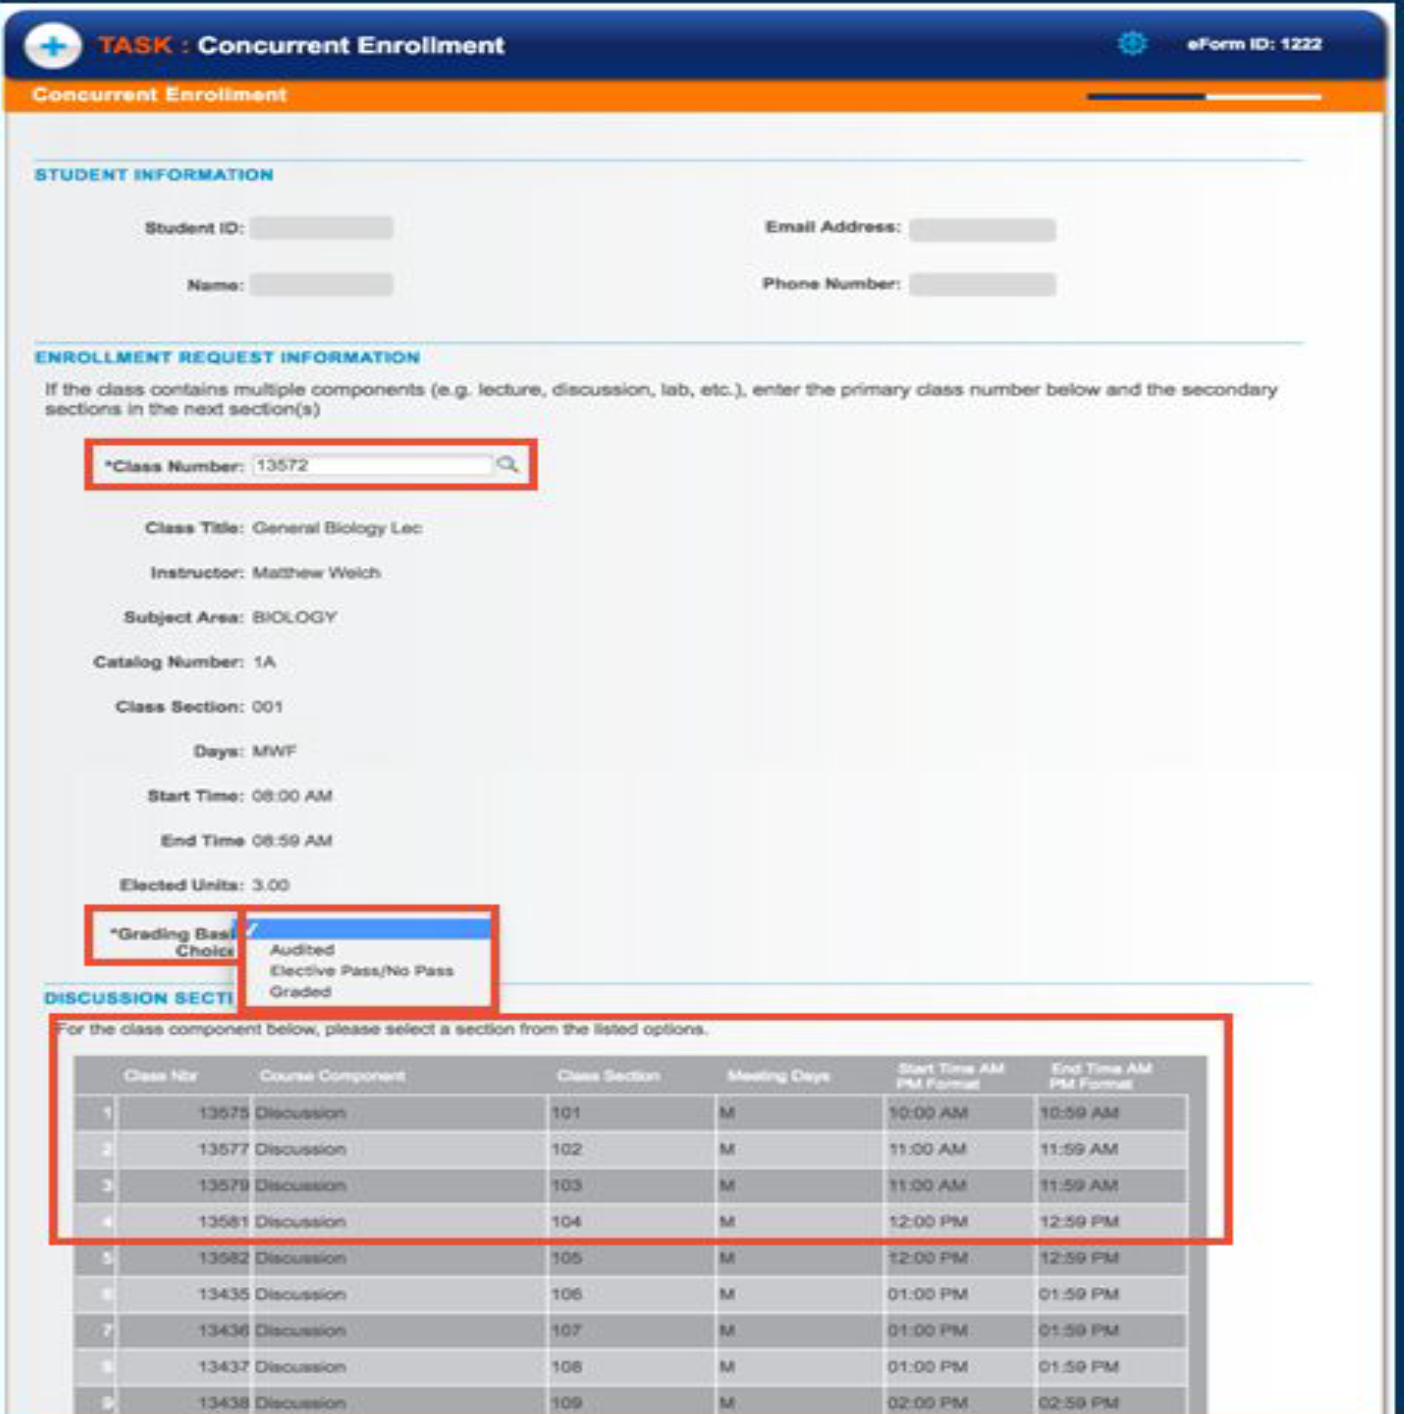 TASK : Concurrent Enrollment
eForm ID: 1222
Concurrent Enrollment
STUDENT INFORMATION
Student ID:
Email Address:
Name:
Phone Number:
ENROLLMENT REQUEST INFORMATION
If the class contains multiple components (e.g. lecture, discussion, lab, etc.), enter the primary class number below and the secondary
sections in the next section(s)
*Class Number: 13572
Class Title: General Biology Lec
Instructor: Matthew Welch
Subject Area: BIOLOGY
Catalog Number: 1A
Class Section: 001
Days: MWF
Start Time: 08:00 AM
End Time 08:59 AM
Elected Units: 3.00
*Grading Basi
Choice
Audited
Elective Pass/No Pass
Graded
DISCUSSION SECTI
For the class component below, please select a section from the listed options.
Class Nbr Course Component Class Section Meeting Days Start Time AM PM Format End Time AM PM Format
1 13575 Discussion 101 M 10:00 AM 10:59 AM
2 13577 Discussion 102 M 11:00 AM 11:59 AM
3 13579 Discussion 103 M 11:00 AM 11:59 AM
4 13581 Discussion 104 M 12:00 PM 12:59 PM
5 13582 Discussion 105 M 12:00 PM 12:59 PM
6 13435 Discussion 106 M 01:00 PM 01:59 PM
7 13436 Discussion 107 M 01:00 PM 01:59 PM
8 13437 Discussion 108 M 01:00 PM 01:59 PM
9 13438 Discussion 109 M 02:00 PM 02:59 PM